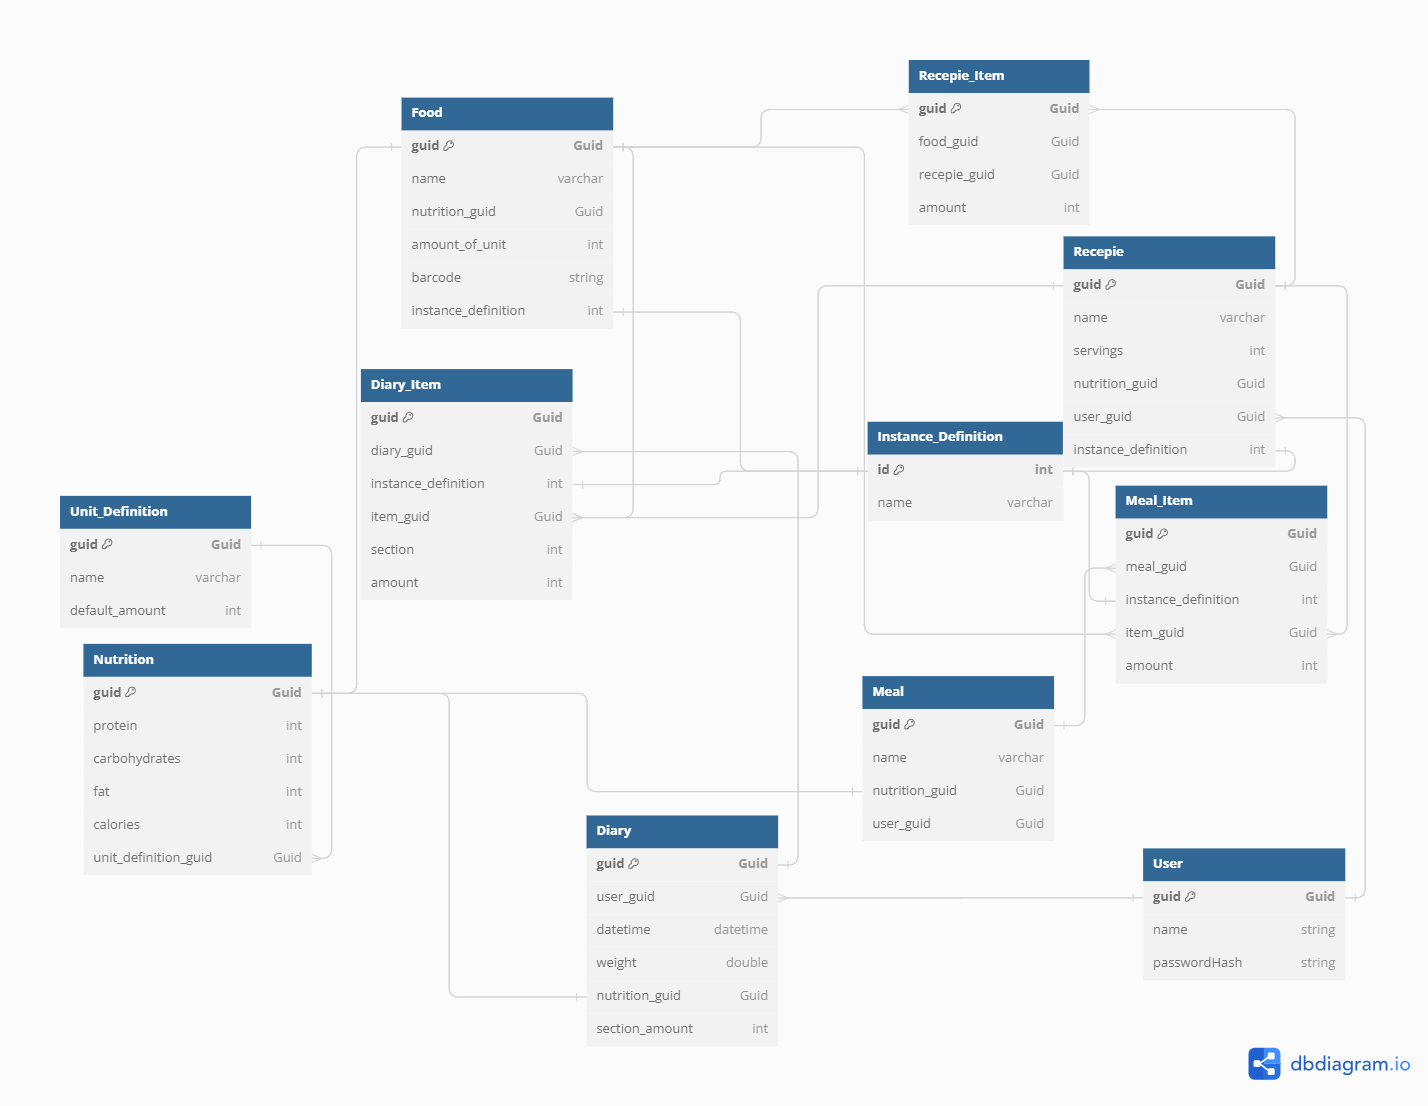 Recepie_Item
guid Guid
food_guid Guid
recepie_guid Guid
amount int
Food
guid Guid
name varchar
nutrition_guid Guid
amount_of_unit int
barcode string
instance_definition int
Recepie
guid Guid
name varchar
servings int
nutrition_guid Guid
user_guid Guid
instance_definition int
Diary_Item
guid Guid
diary_guid Guid
instance_definition int
item_guid Guid
section int
amount int
Instance_Definition
id int
name varchar
Meal_Item
guid Guid
meal_guid Guid
instance_definition int
item_guid Guid
amount int
Unit_Definition
guid Guid
name varchar
default_amount int
Nutrition
guid Guid
protein int
carbohydrates int
fat int
calories int
unit_definition_guid Guid
Meal
guid Guid
name varchar
nutrition_guid Guid
user_guid Guid
Diary
guid Guid
user_guid Guid
datetime datetime
weight double
nutrition_guid Guid
section_amount int
User
guid Guid
name string
passwordHash string
dbdiagram.io